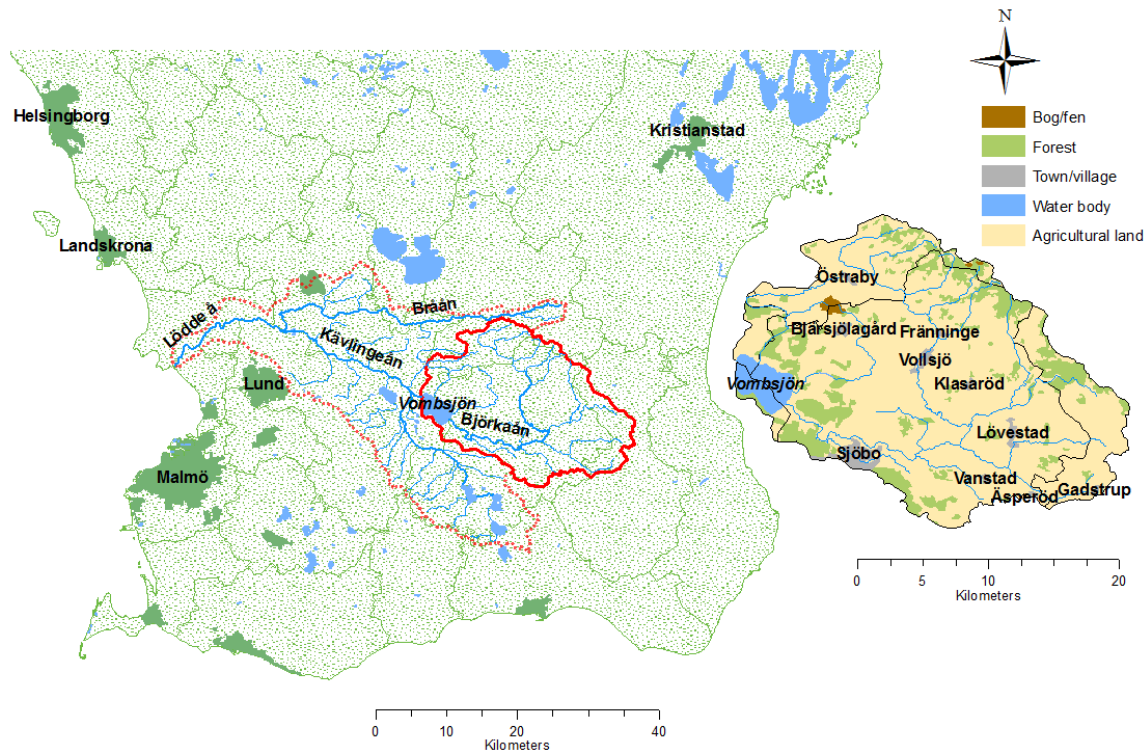 N
Helsingborg
Kristianstad
Landskrona
Lödde å
Bråån
Kävlingeån
Lund
Vombsjön
Björkaån
Malmö
0 10 20 40
Kilometers
Bog/fen
Forest
Town/village
Water body
Agricultural land
Östraby
Bjärsjölagård
Fränninge
Vollsjö
Vombsjön
Klasaröd
Lövestad
Sjöbo
Vanstad
Äsperöd
Gadstrup
0 5 10 20
Kilometers